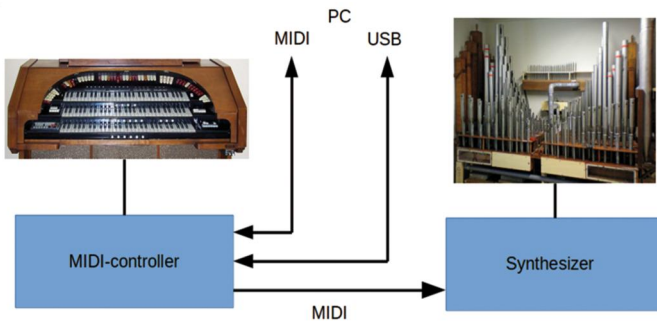 PC
MIDI
USB
MIDI-controller
Synthesizer
MIDI